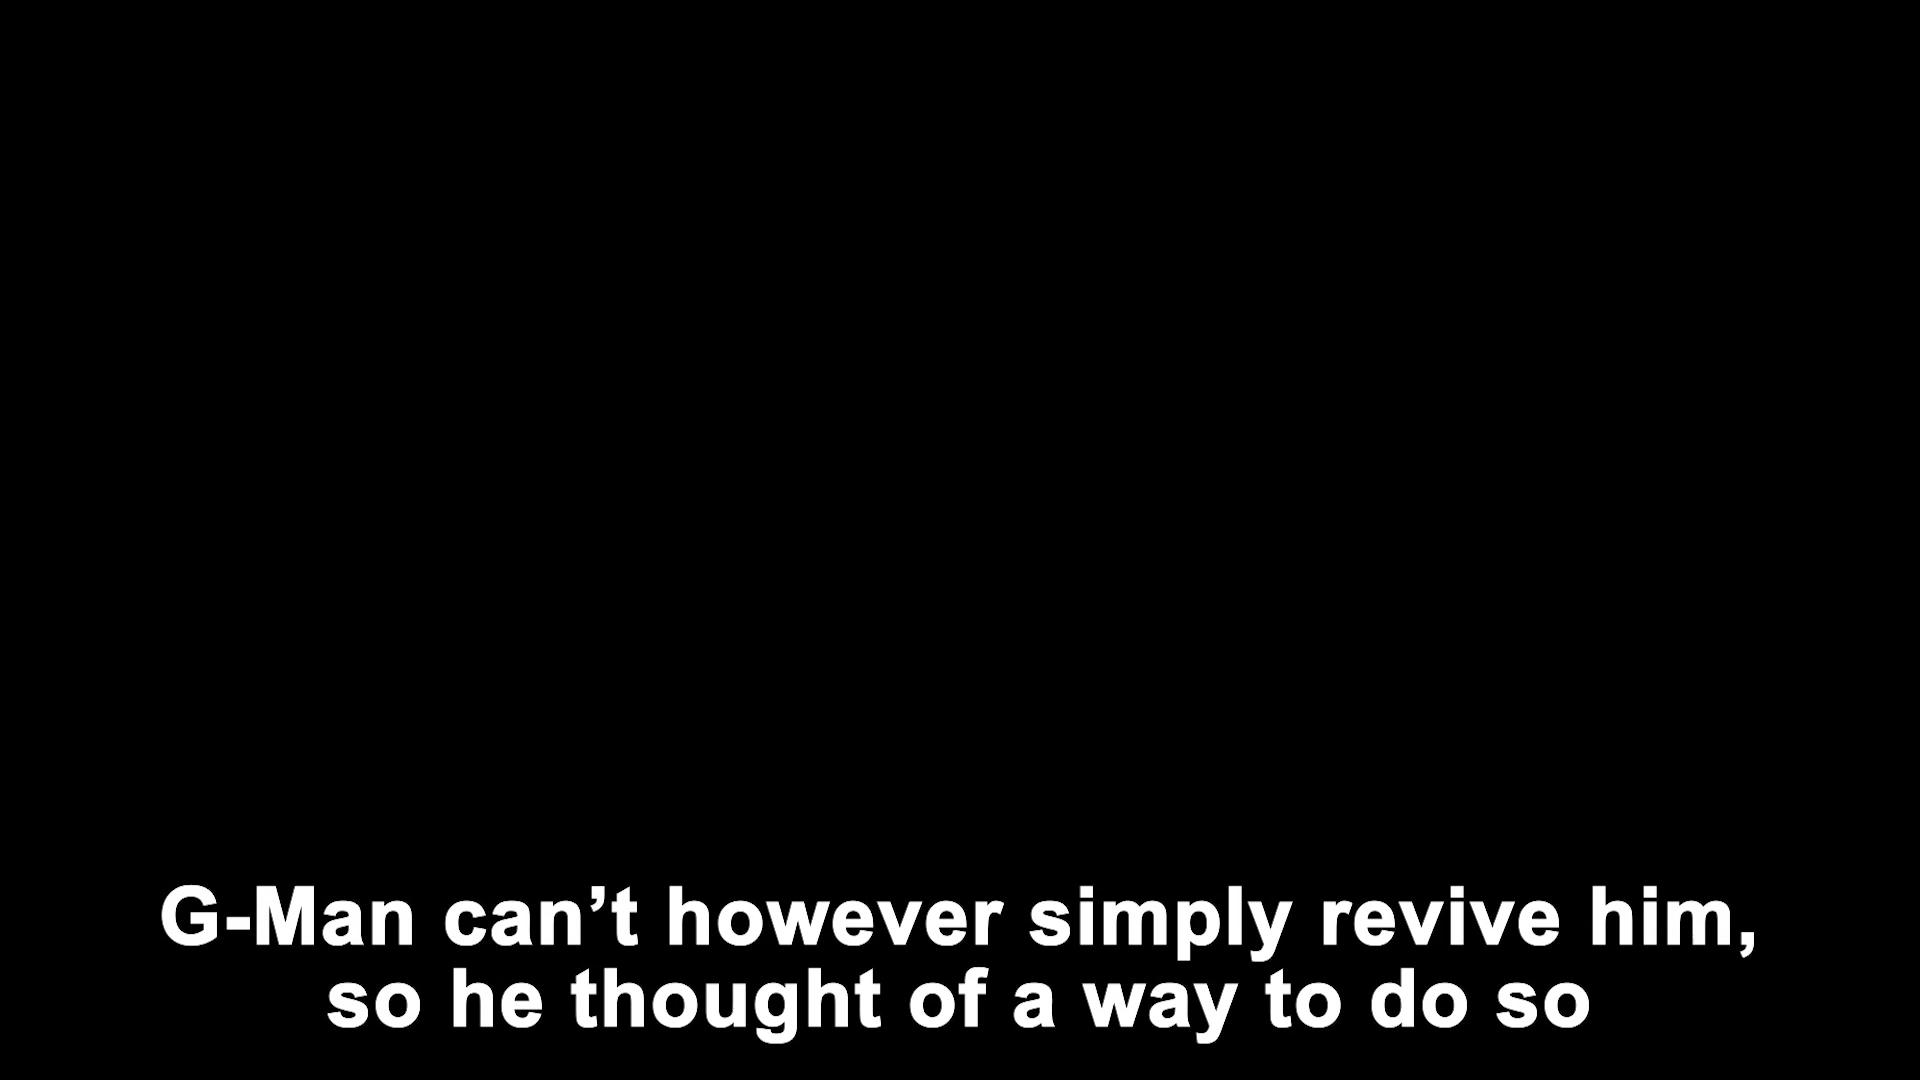 G-Man can’t however simply revive him,
so he thought of a way to do so